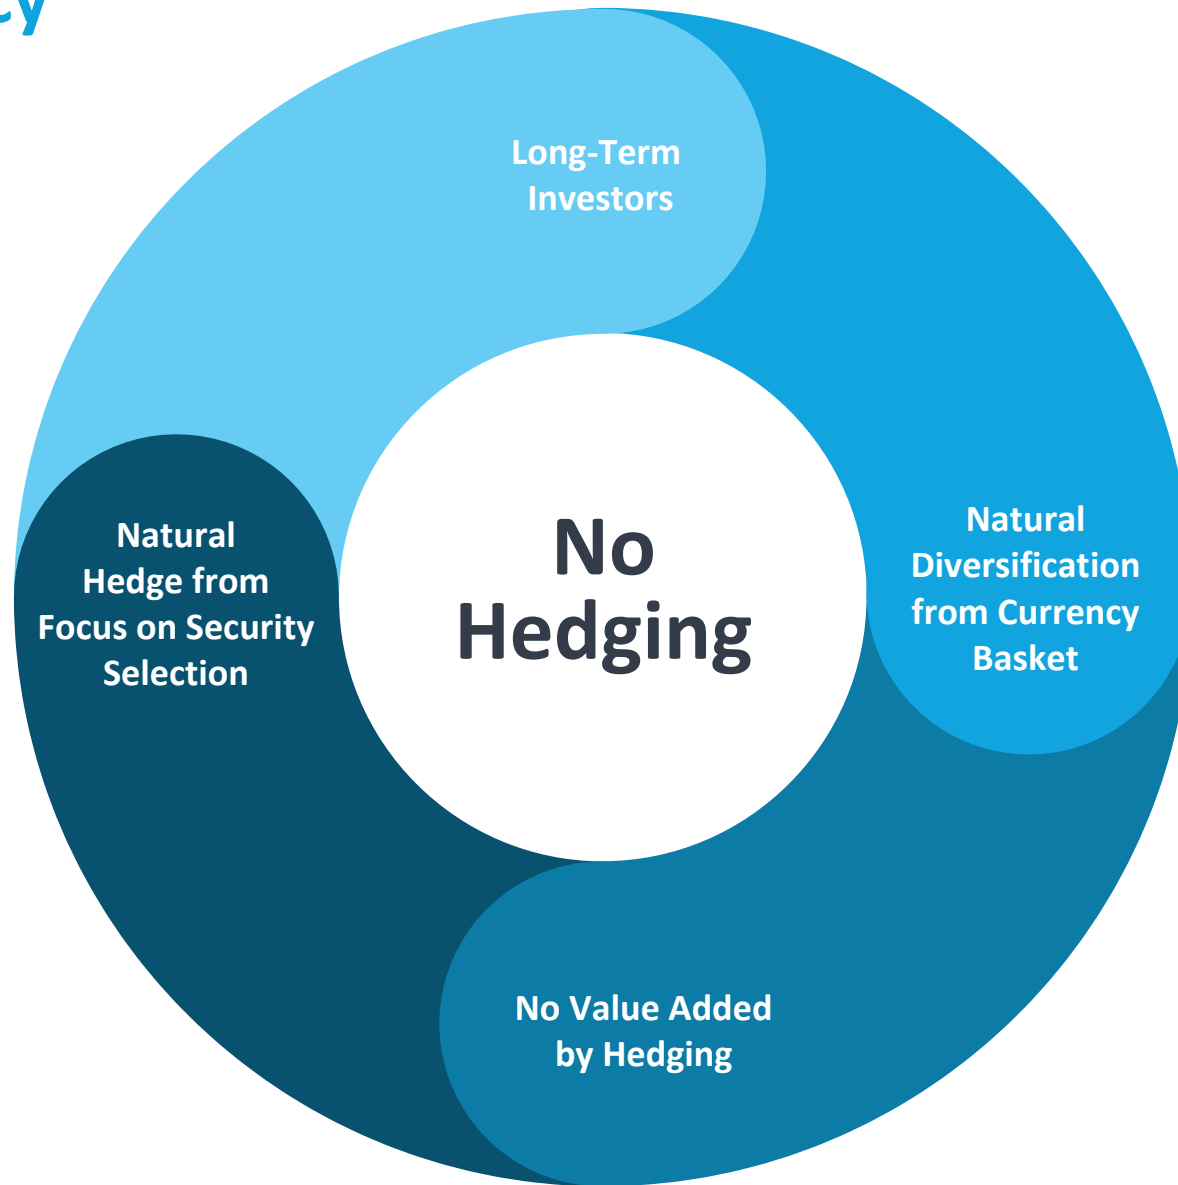 Long-Term
Investors
Natural
Diversification
from Currency
Basket
No Value Added
by Hedging
Natural
Hedge from
Focus on Security
Selection
No
Hedging